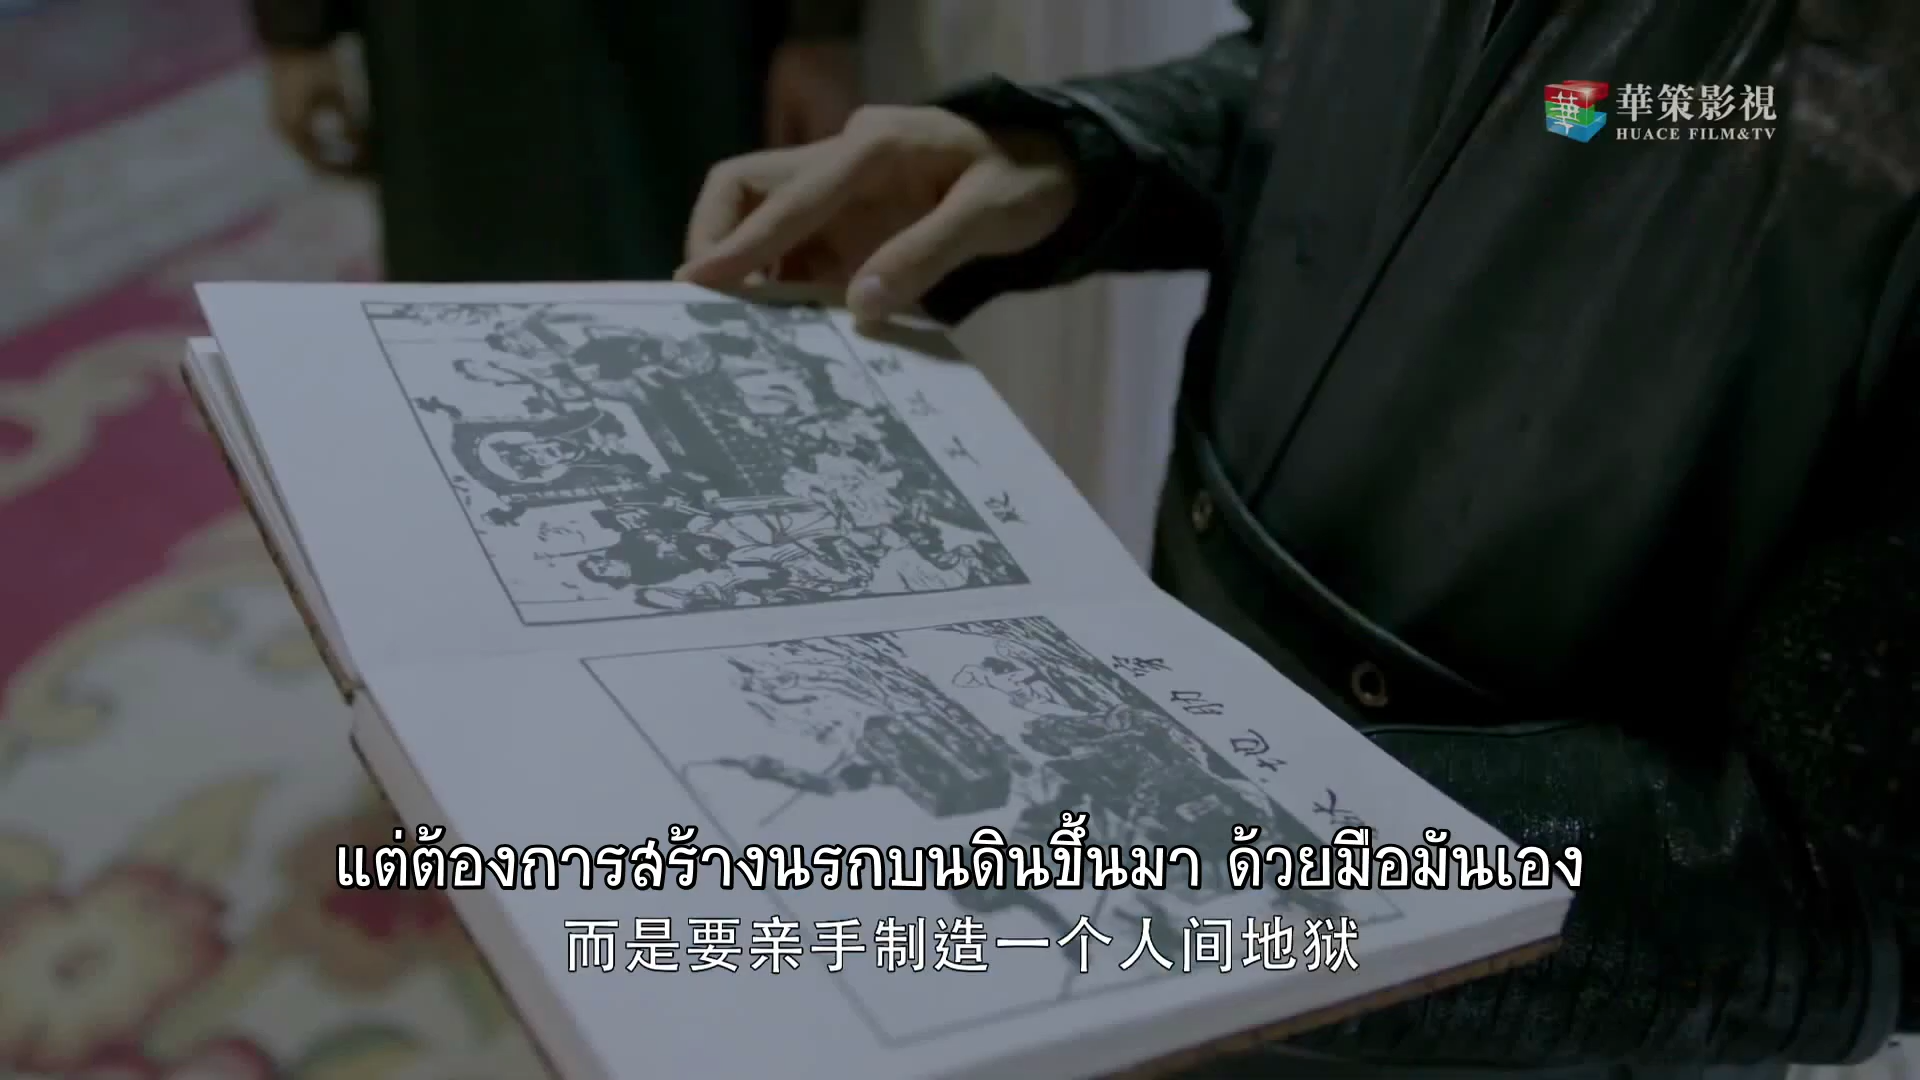 華策影視
HUACE FILM&TV
แต่ต้องการสร้างนรกบนดินขึ้นมา ด้วยมือมันเอง
而是要亲手制造一个人间地狱